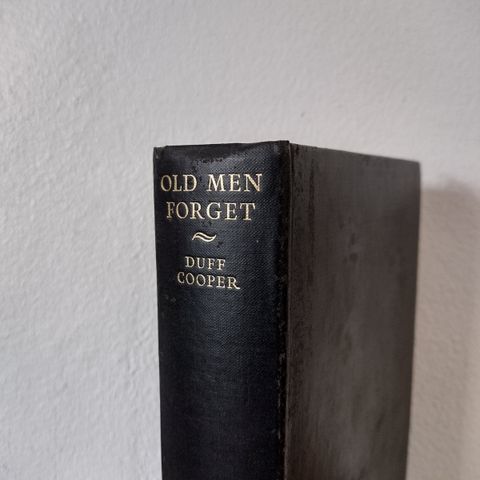 OLD MEN
FORGET
DUFF
COOPER